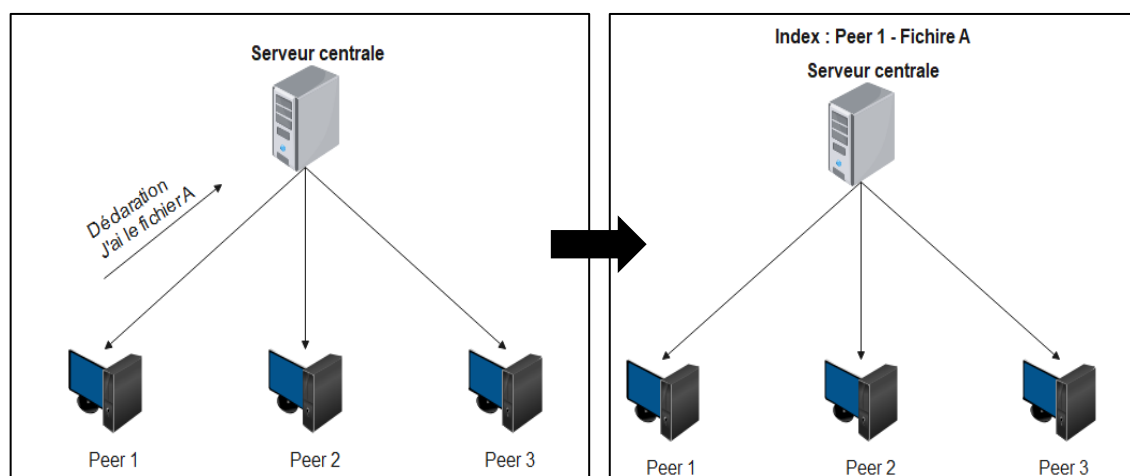 Serveur centrale
Déclaration
J'ai le fichier A
Peer 1
Peer 2
Peer 3
Index : Peer 1 - Fichire A
Serveur centrale
Peer 1
Peer 2
Peer 3